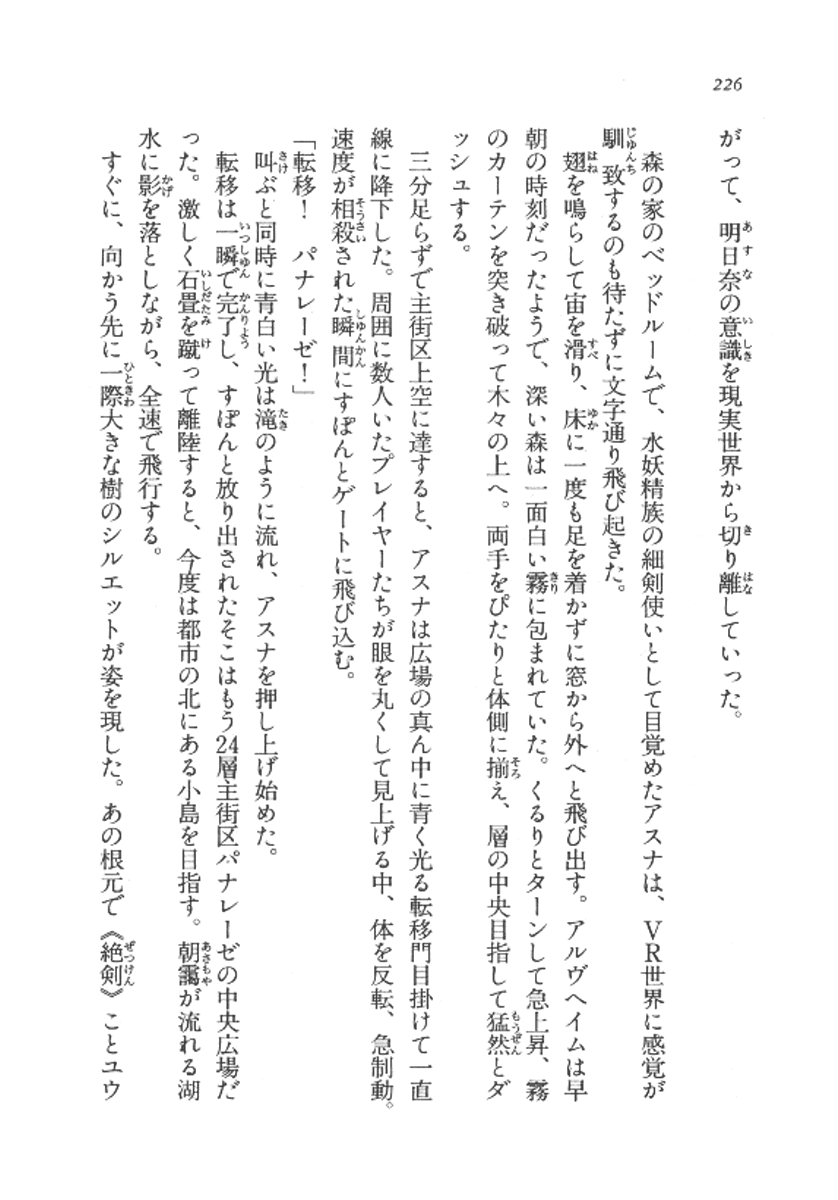 226
がって、明日奈の意識を現実世界から切り離していった。
森の家のベッドルームで、水妖精族の細剣使いとして目覚めたアスナは、VR世界に感覚が
馴致するのも待たずに文字通り飛び起きた。
翅を鳴らして宙を滑り、床に一度も足を着かずに窓から外へと飛び出す。アルヴヘイムは早
朝の時刻だったようで、深い森は一面白い霧に包まれていた。くるりとターンして急上昇、霧
のカーテンを突き破って木々の上へ。両手をぴたりと体側に揃え、層の中央目指して猛然とダ
ッシュする。
三分足らずで主街区上空に達すると、アスナは広場の真ん中に青く光る転移門目掛けて一直
線に降下した。周囲に数人いたプレイヤーたちが眼を丸くして見上げる中、体を反転、急制動。
速度が相殺された瞬間にすぽんとゲートに飛び込む。
「転移！　パナレーゼ！」
叫ぶと同時に青白い光は滝のように流れ、アスナを押し上げ始めた。
転移は一瞬で完了し、すぽんと放り出されたそこはもう24層主街区パナレーゼの中央広場だ
った。激しく石畳を蹴って離陸すると、今度は都市の北にある小島を目指す。朝靄が流れる湖
水に影を落としながら、全速で飛行する。
すぐに、向かう先に一際大きな樹のシルエットが姿を現した。あの根元で《絶剣》ことユウ